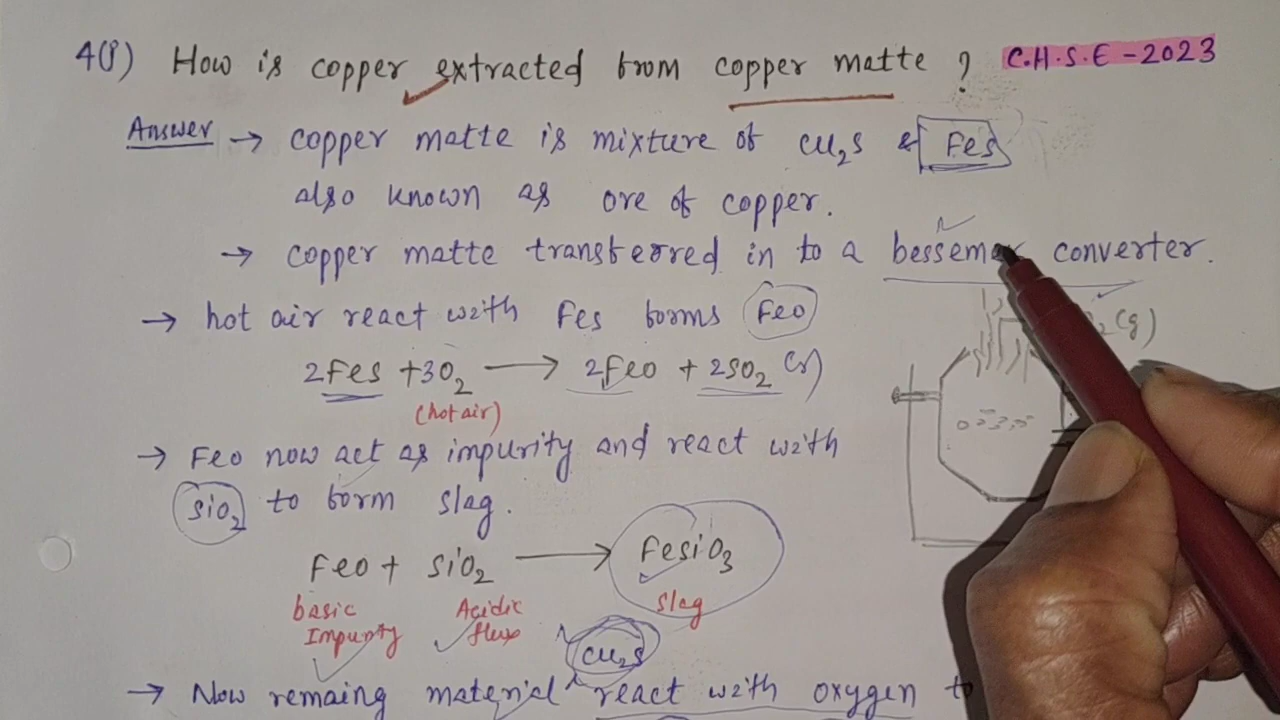 4(i) How is copper extracted from copper matte ? C.H.S.E - 2023
Answer → copper matte is mixture of Cu₂S & FeS
also known as ore of copper.
→ copper matte transferred in to a bessemer converter.
→ hot air react with FeS forms FeO
2FeS + 3O₂ → 2FeO + 2SO₂
(hot air)
→ FeO now act as impurity and react with
SiO₂ to form slag.
FeO + SiO₂ → FeSiO₃
basic Impurity Acidic flux Slag
Cu₂S
→ Now remaing material react with oxygen to